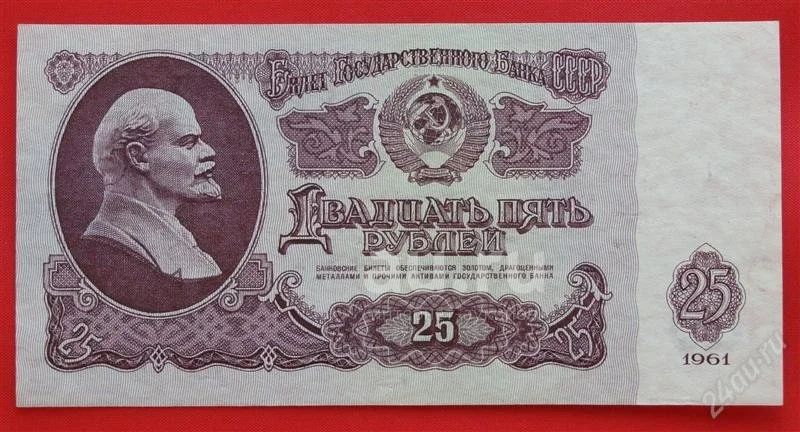 Билет Государственного Банка СССР
Двадцать пять
рублей
БАНКОВСКИЕ БИЛЕТЫ ОБЕСПЕЧИВАЮТСЯ ЗОЛОТОМ, ДРАГОЦЕННЫМИ
МЕТАЛЛАМИ И ПРОЧИМИ АКТИВАМИ ГОСУДАРСТВЕННОГО БАНКА
25
25
25
25
1961
24au.ru